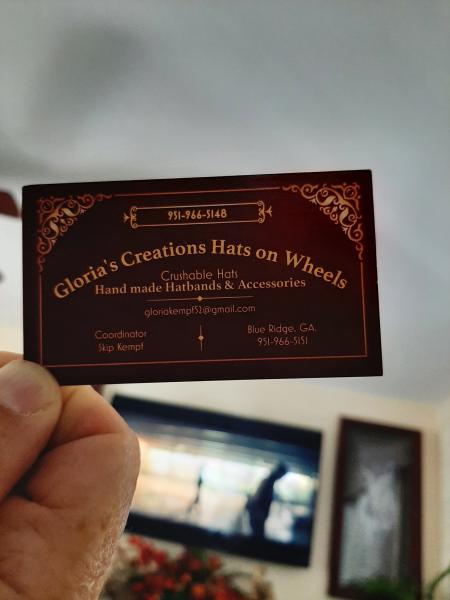 951-966-5148
Gloria's Creations Hats on Wheels
Crushable Hats
Hand made Hatbands & Accessories
gloriakempf52@gmail.com
Coordinator
Skip Kempf
Blue Ridge, GA.
951-966-5151